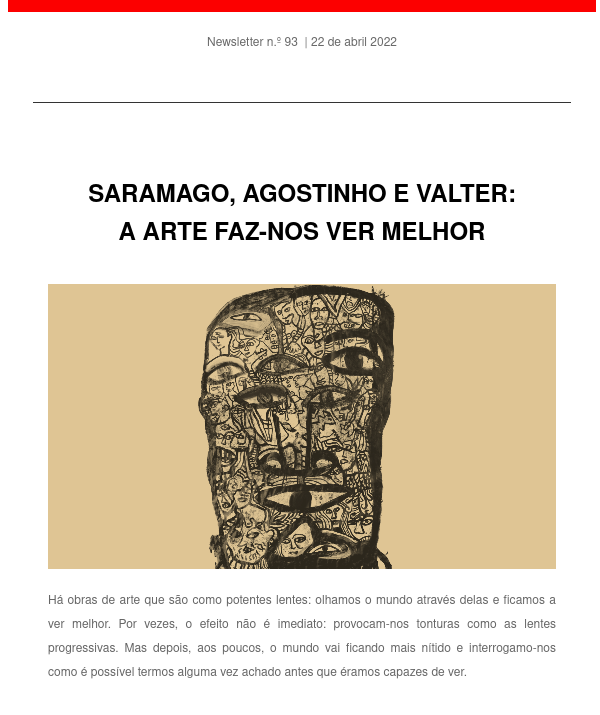 Newsletter n.º 93 | 22 de abril 2022
SARAMAGO, AGOSTINHO E VALTER:
A ARTE FAZ-NOS VER MELHOR
Há obras de arte que são como potentes lentes: olhamos o mundo através delas e ficamos a
ver melhor. Por vezes, o efeito não é imediato: provocam-nos tonturas como as lentes
progressivas. Mas depois, aos poucos, o mundo vai ficando mais nítido e interrogamo-nos
como é possível termos alguma vez achado antes que éramos capazes de ver.